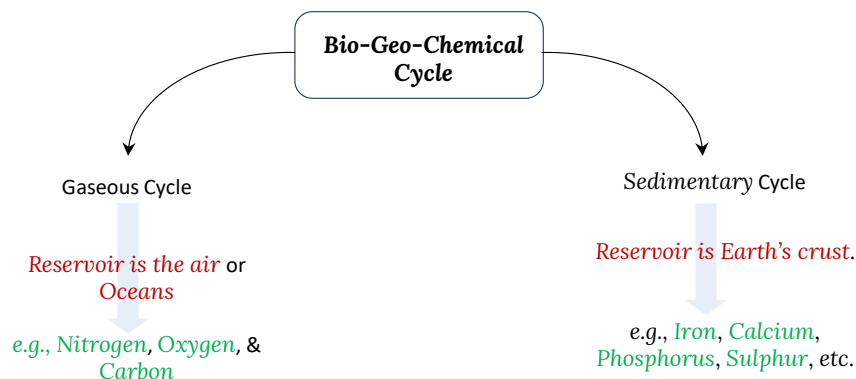 Bio-Geo-Chemical
Cycle
Gaseous Cycle
Reservoir is the air or
Oceans
e.g., Nitrogen, Oxygen, &
Carbon
Sedimentary Cycle
Reservoir is Earth’s crust.
e.g., Iron, Calcium,
Phosphorus, Sulphur, etc.